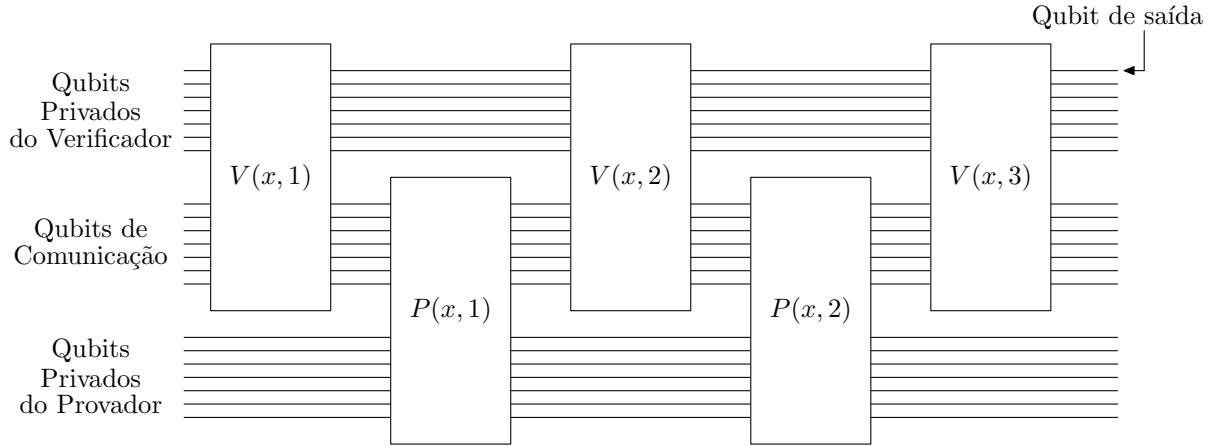 Qubit de saída
Qubits
Privados
do Verificador
V(x, 1)
V(x, 2)
V(x, 3)
Qubits de
Comunicação
P(x, 1)
P(x, 2)
Qubits
Privados
do Provador